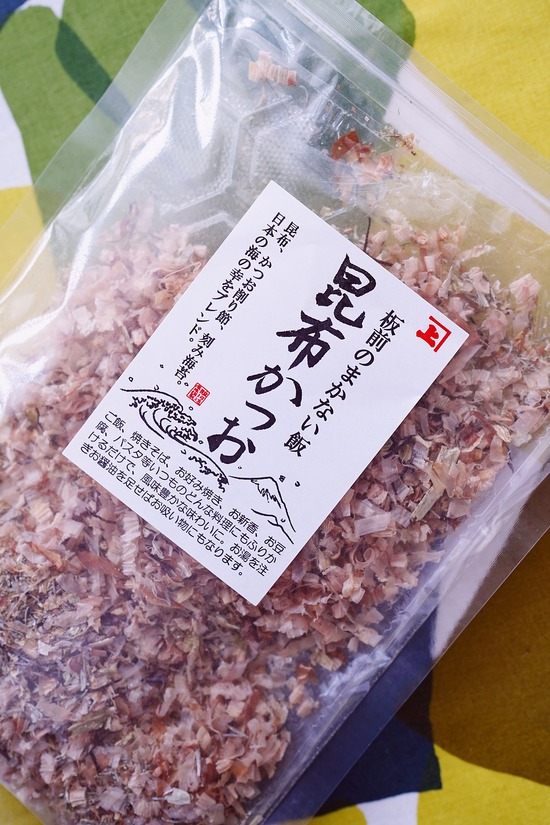 上
板前のまかない飯
昆布かつお
昆布、かつお削り節、刻み海苔。
日本の海の幸をブレンド。
ご飯、焼きそば、お好み焼き、お新香、お豆
腐、パスタ等いつものどんな料理にもふりか
けるだけで、風味豊かな味わいに。お湯を注
ぎお醤油を足せばお吸い物にもなります。